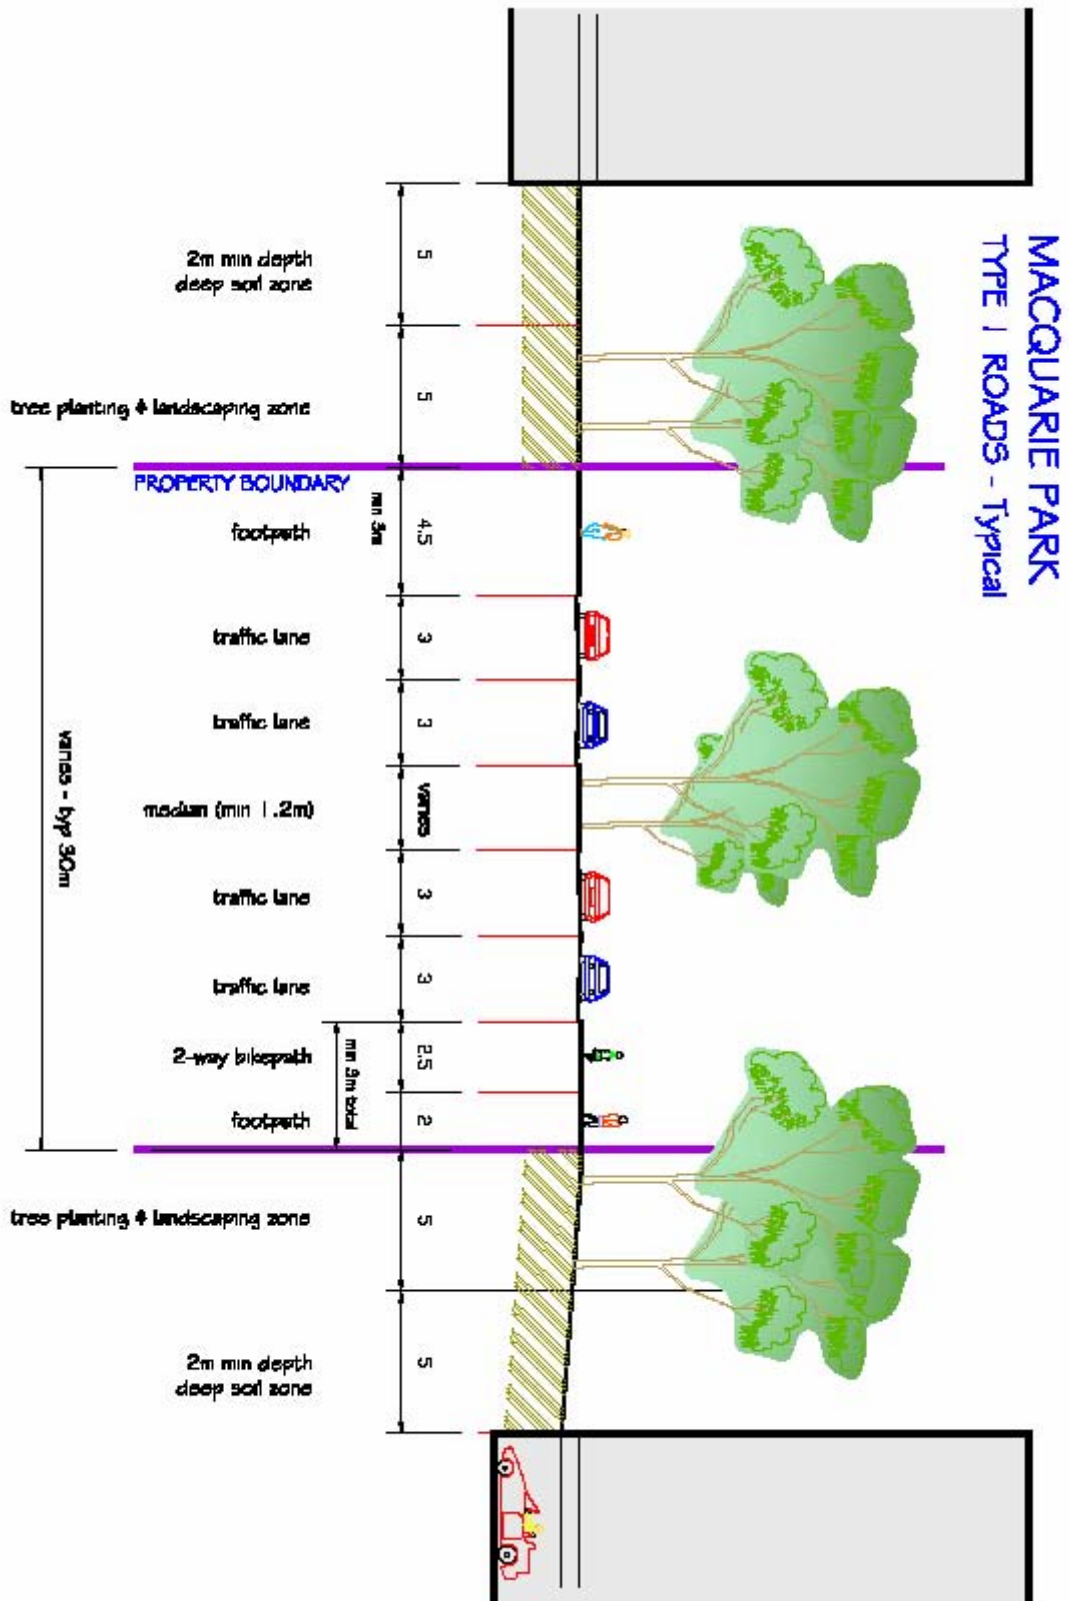 MACQUARIE PARK
TYPE 1 ROADS - Typical
2m min depth
deep soil zone
5
tree planting & landscaping zone
5
PROPERTY BOUNDARY
footpath
4.5
traffic lane
3
traffic lane
3
median (min 1.2m)
varies
traffic lane
3
traffic lane
3
2-way bikepath
2.5
min 3m total
footpath
2
varies - typ 30m
tree planting & landscaping zone
5
2m min depth
deep soil zone
5